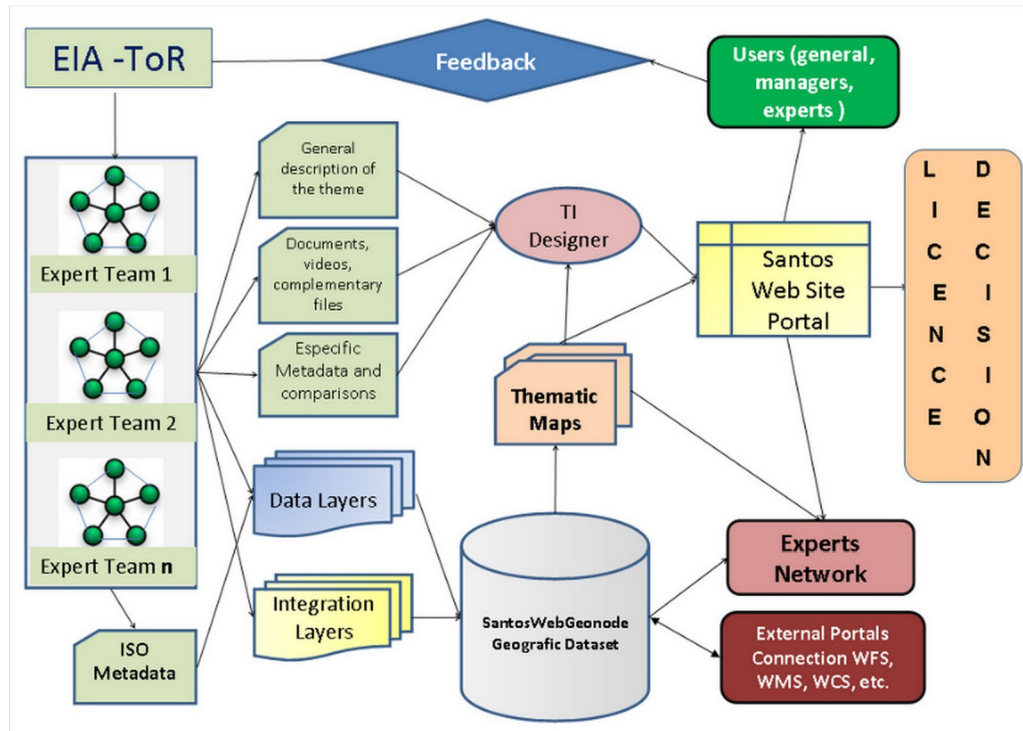 EIA -ToR
Feedback
Users (general,
managers,
experts )
Expert Team 1
Expert Team 2
Expert Team n
ISO
Metadata
General
description of
the theme
Documents,
videos,
complementary
files
Especific
Metadata and
comparisons
Data Layers
Integration
Layers
TI
Designer
Thematic
Maps
SantosWebGeonode
Geografic Dataset
Santos
Web Site
Portal
Experts
Network
External Portals
Connection WFS,
WMS, WCS, etc.
LICENCE
DECISION